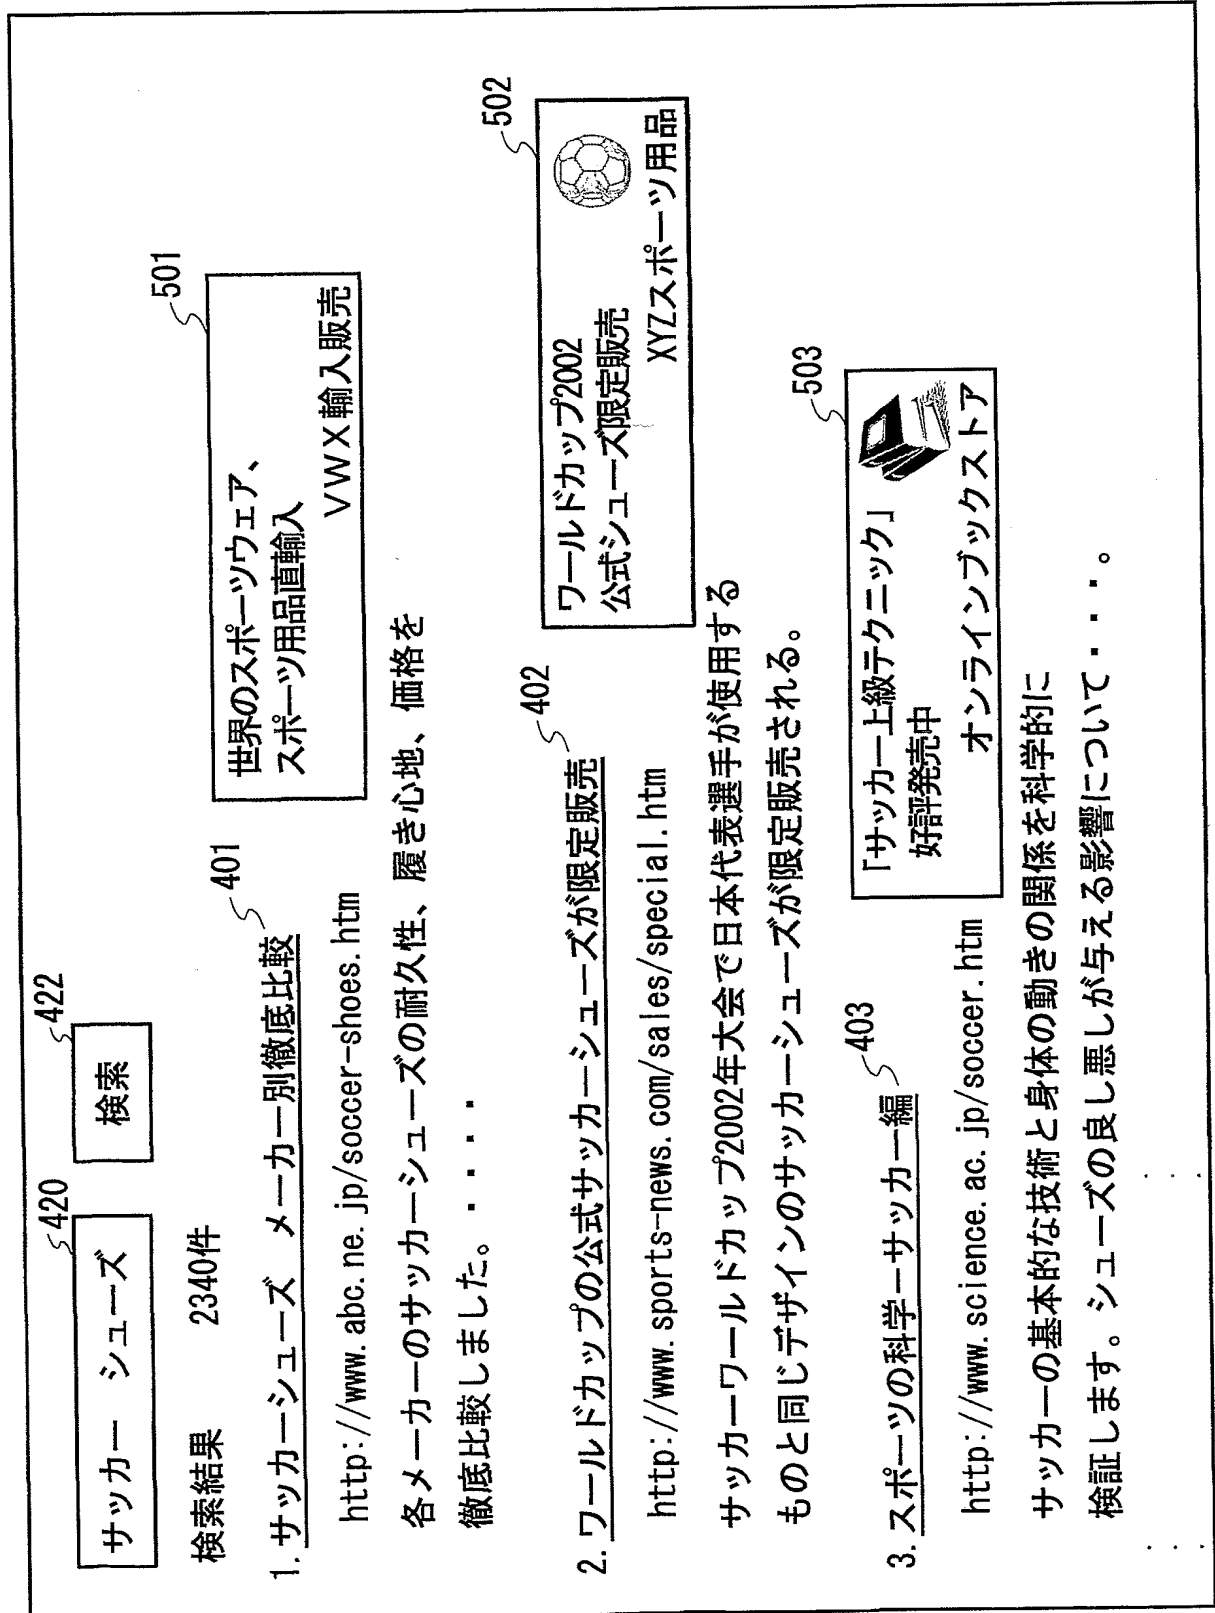 420
422
サッカー シューズ
検索
検索結果 2340件
401
1. サッカーシューズ メーカー別徹底比較
http://www.abc.ne.jp/soccer-shoes.htm
各メーカーのサッカーシューズの耐久性、履き心地、価格を
徹底比較しました。・・・・
501
世界のスポーツウェア、
スポーツ用品直輸入
VWX輸入販売
402
2. ワールドカップの公式サッカーシューズが限定販売
http://www.sports-news.com/sales/special.htm
サッカーワールドカップ2002年大会で日本代表選手が使用する
ものと同じデザインのサッカーシューズが限定販売される。
502
ワールドカップ2002
公式シューズ限定販売
XYZスポーツ用品
403
3. スポーツの科学ーサッカー編
http://www.science.ac.jp/soccer.htm
サッカーの基本的な技術と身体の動きの関係を科学的に
検証します。シューズの良し悪しが与える影響について・・・。
503
「サッカー上級テクニック」
好評発売中
オンラインブックストア